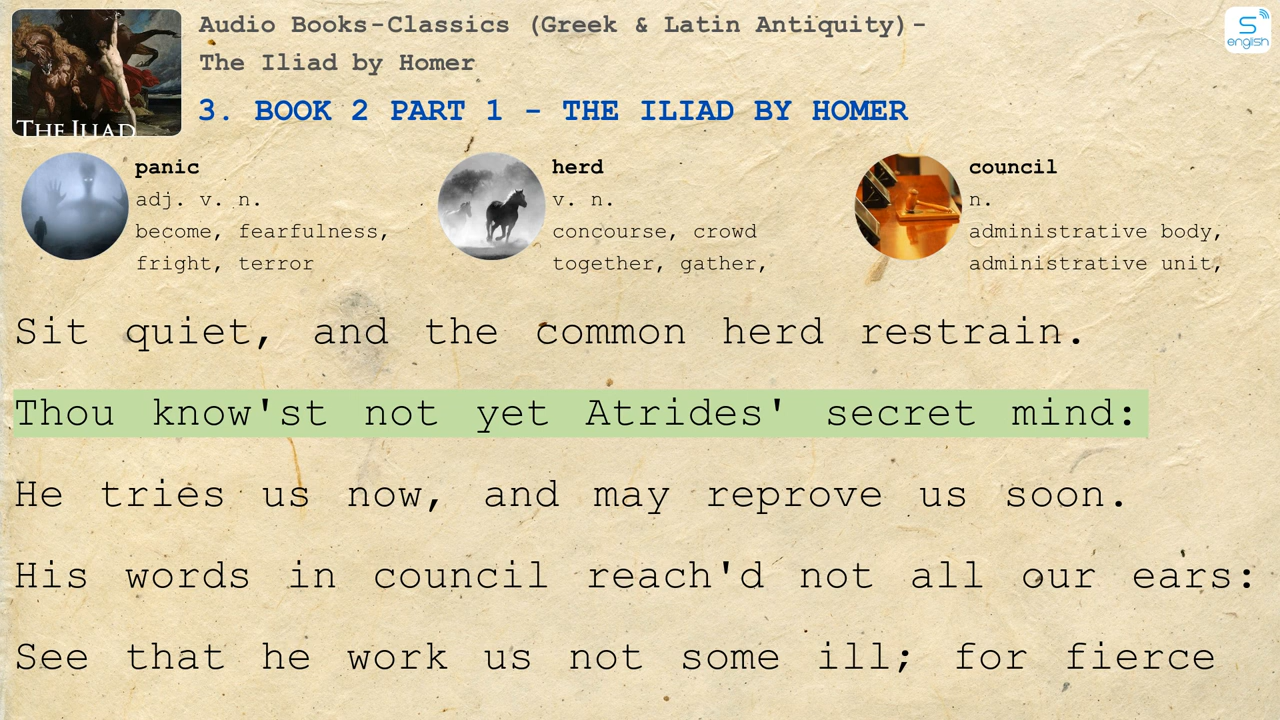 Audio Books-Classics (Greek & Latin Antiquity)-
The Iliad by Homer
3. BOOK 2 PART 1 - THE ILIAD BY HOMER
THE ILIAD
S
english
panic
adj. v. n.
become, fearfulness,
fright, terror
herd
v. n.
concourse, crowd
together, gather,
council
n.
administrative body,
administrative unit,
Sit quiet, and the common herd restrain.
Thou know'st not yet Atrides' secret mind:
He tries us now, and may reprove us soon.
His words in council reach'd not all our ears:
See that he work us not some ill; for fierce